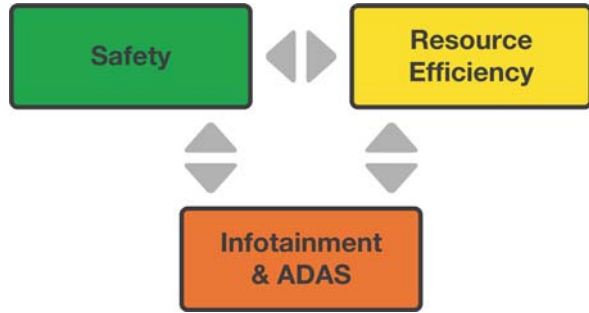 Safety
Resource
Efficiency
Infotainment
& ADAS